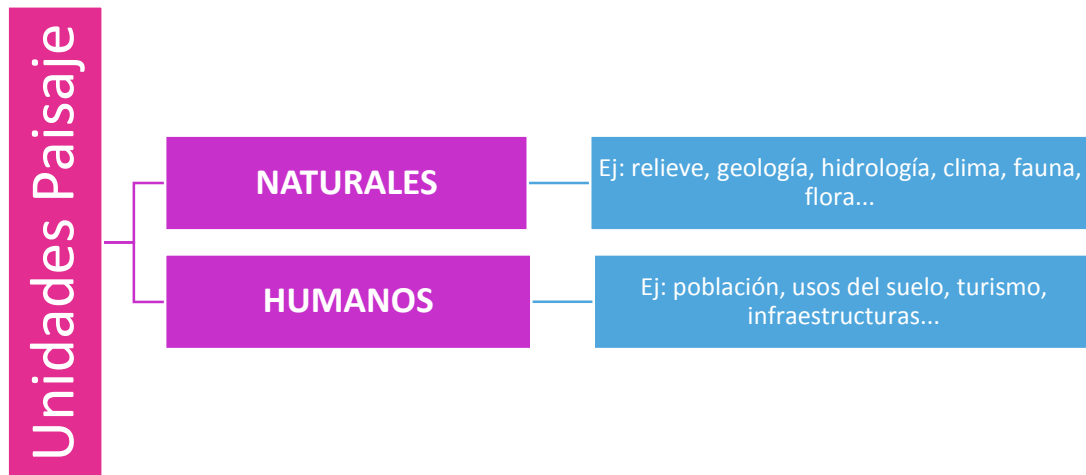 Unidades Paisaje
NATURALES
Ej: relieve, geología, hidrología, clima, fauna,
flora...
HUMANOS
Ej: población, usos del suelo, turismo,
infraestructuras...